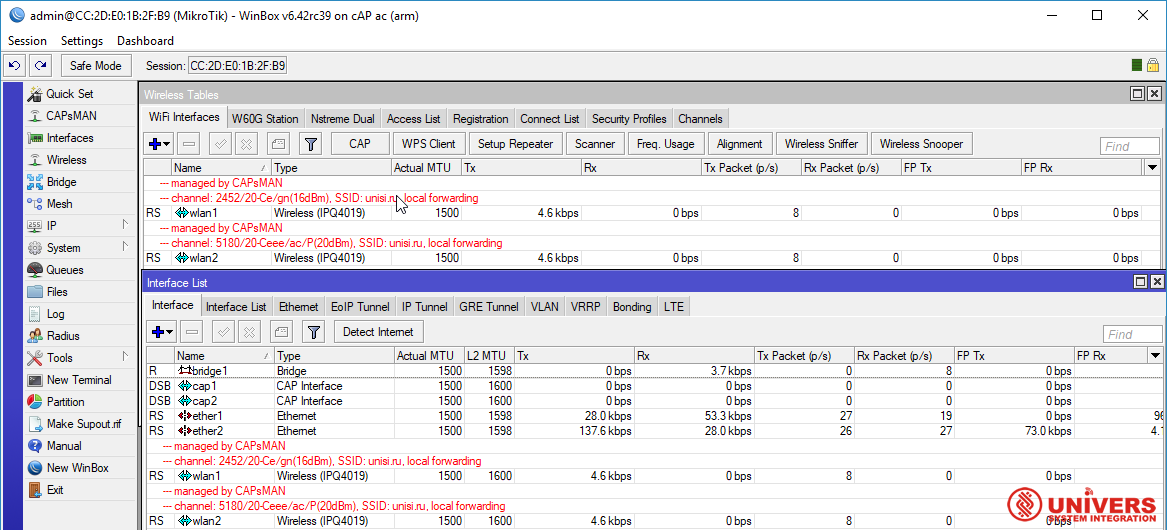 admin@CC:2D:E0:1B:2F:B9 (MikroTik) - WinBox v6.42rc39 on cAP ac (arm)
Session Settings Dashboard
Safe Mode Session: CC:2D:E0:1B:2F:B9
Quick Set
CAPsMAN
Interfaces
Wireless
Bridge
Mesh
IP
System
Queues
Files
Log
Radius
Tools
New Terminal
Partition
Make Supout.rif
Manual
New WinBox
Exit
Wireless Tables
WiFi Interfaces W60G Station Nstreme Dual Access List Registration Connect List Security Profiles Channels
CAP WPS Client Setup Repeater Scanner Freq. Usage Alignment Wireless Sniffer Wireless Snooper Find
Name Type Actual MTU Tx Rx Tx Packet (p/s) Rx Packet (p/s) FP Tx FP Rx
--- managed by CAPsMAN
--- channel: 2452/20-Ce/gn(16dBm), SSID: unisi.ru, local forwarding
RS wlan1 Wireless (IPQ4019) 1500 4.6 kbps 0 bps 8 0 0 bps 0 bps
--- managed by CAPsMAN
--- channel: 5180/20-Ceee/ac/P(20dBm), SSID: unisi.ru, local forwarding
RS wlan2 Wireless (IPQ4019) 1500 4.6 kbps 0 bps 8 0 0 bps 0 bps
Interface List
Interface Interface List Ethernet EoIP Tunnel IP Tunnel GRE Tunnel VLAN VRRP Bonding LTE
Detect Internet Find
Name Type Actual MTU L2 MTU Tx Rx Tx Packet (p/s) Rx Packet (p/s) FP Tx FP Rx
R bridge1 Bridge 1500 1598 0 bps 3.7 kbps 0 8 0 bps
DSB cap1 CAP Interface 1500 1600 0 bps 0 bps 0 0 0 bps
DSB cap2 CAP Interface 1500 1600 0 bps 0 bps 0 0 0 bps
RS ether1 Ethernet 1500 1598 28.0 kbps 53.3 kbps 27 19 0 bps
RS ether2 Ethernet 1500 1598 137.6 kbps 28.0 kbps 26 27 73.0 kbps
--- managed by CAPsMAN
--- channel: 2452/20-Ce/gn(16dBm), SSID: unisi.ru, local forwarding
RS wlan1 Wireless (IPQ4019) 1500 1600 4.6 kbps 0 bps 8 0 0 bps
--- managed by CAPsMAN
--- channel: 5180/20-Ceee/ac/P(20dBm), SSID: unisi.ru, local forwarding
RS wlan2 Wireless (IPQ4019) 1500 1600 4.6 kbps 0 bps 8 0 0 bps
UNIVERS
SYSTEM INTEGRATION